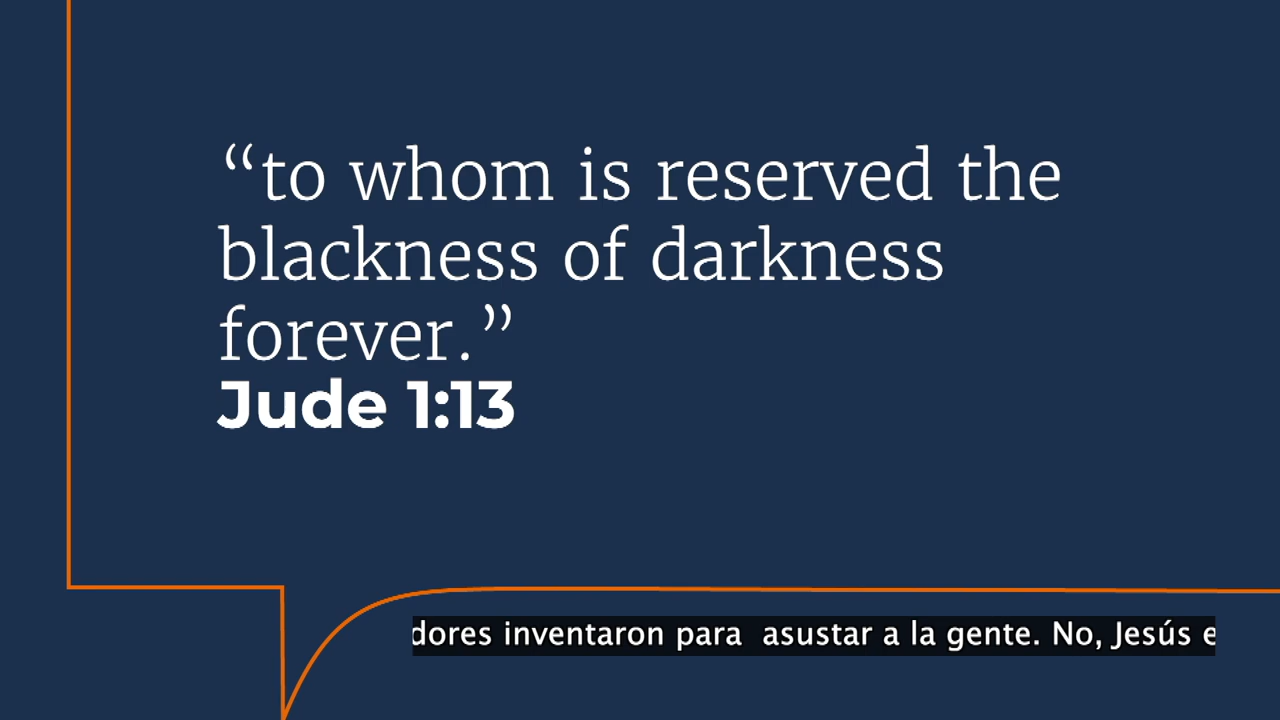 “to whom is reserved the
blackness of darkness
forever.”
Jude 1:13
dores inventaron para  asustar a la gente. No, Jesús e